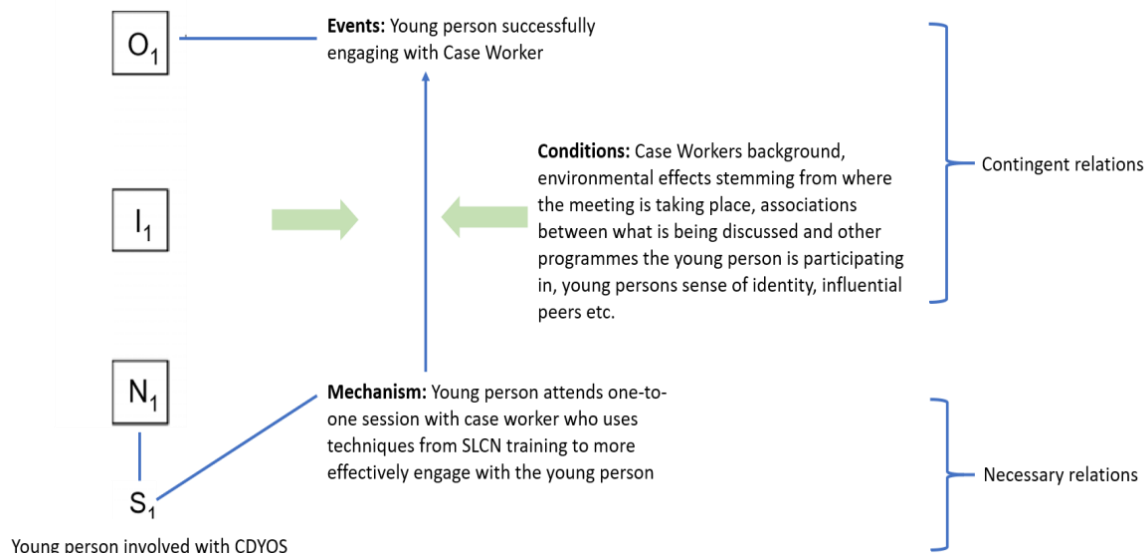 O1
Events: Young person successfully
engaging with Case Worker
Conditions: Case Workers background,
environmental effects stemming from where
the meeting is taking place, associations
between what is being discussed and other
programmes the young person is participating
in, young persons sense of identity, influential
peers etc.
Contingent relations
I1
N1
Mechanism: Young person attends one-to-
one session with case worker who uses
techniques from SLCN training to more
effectively engage with the young person
Necessary relations
S1
Young person involved with CDYOS